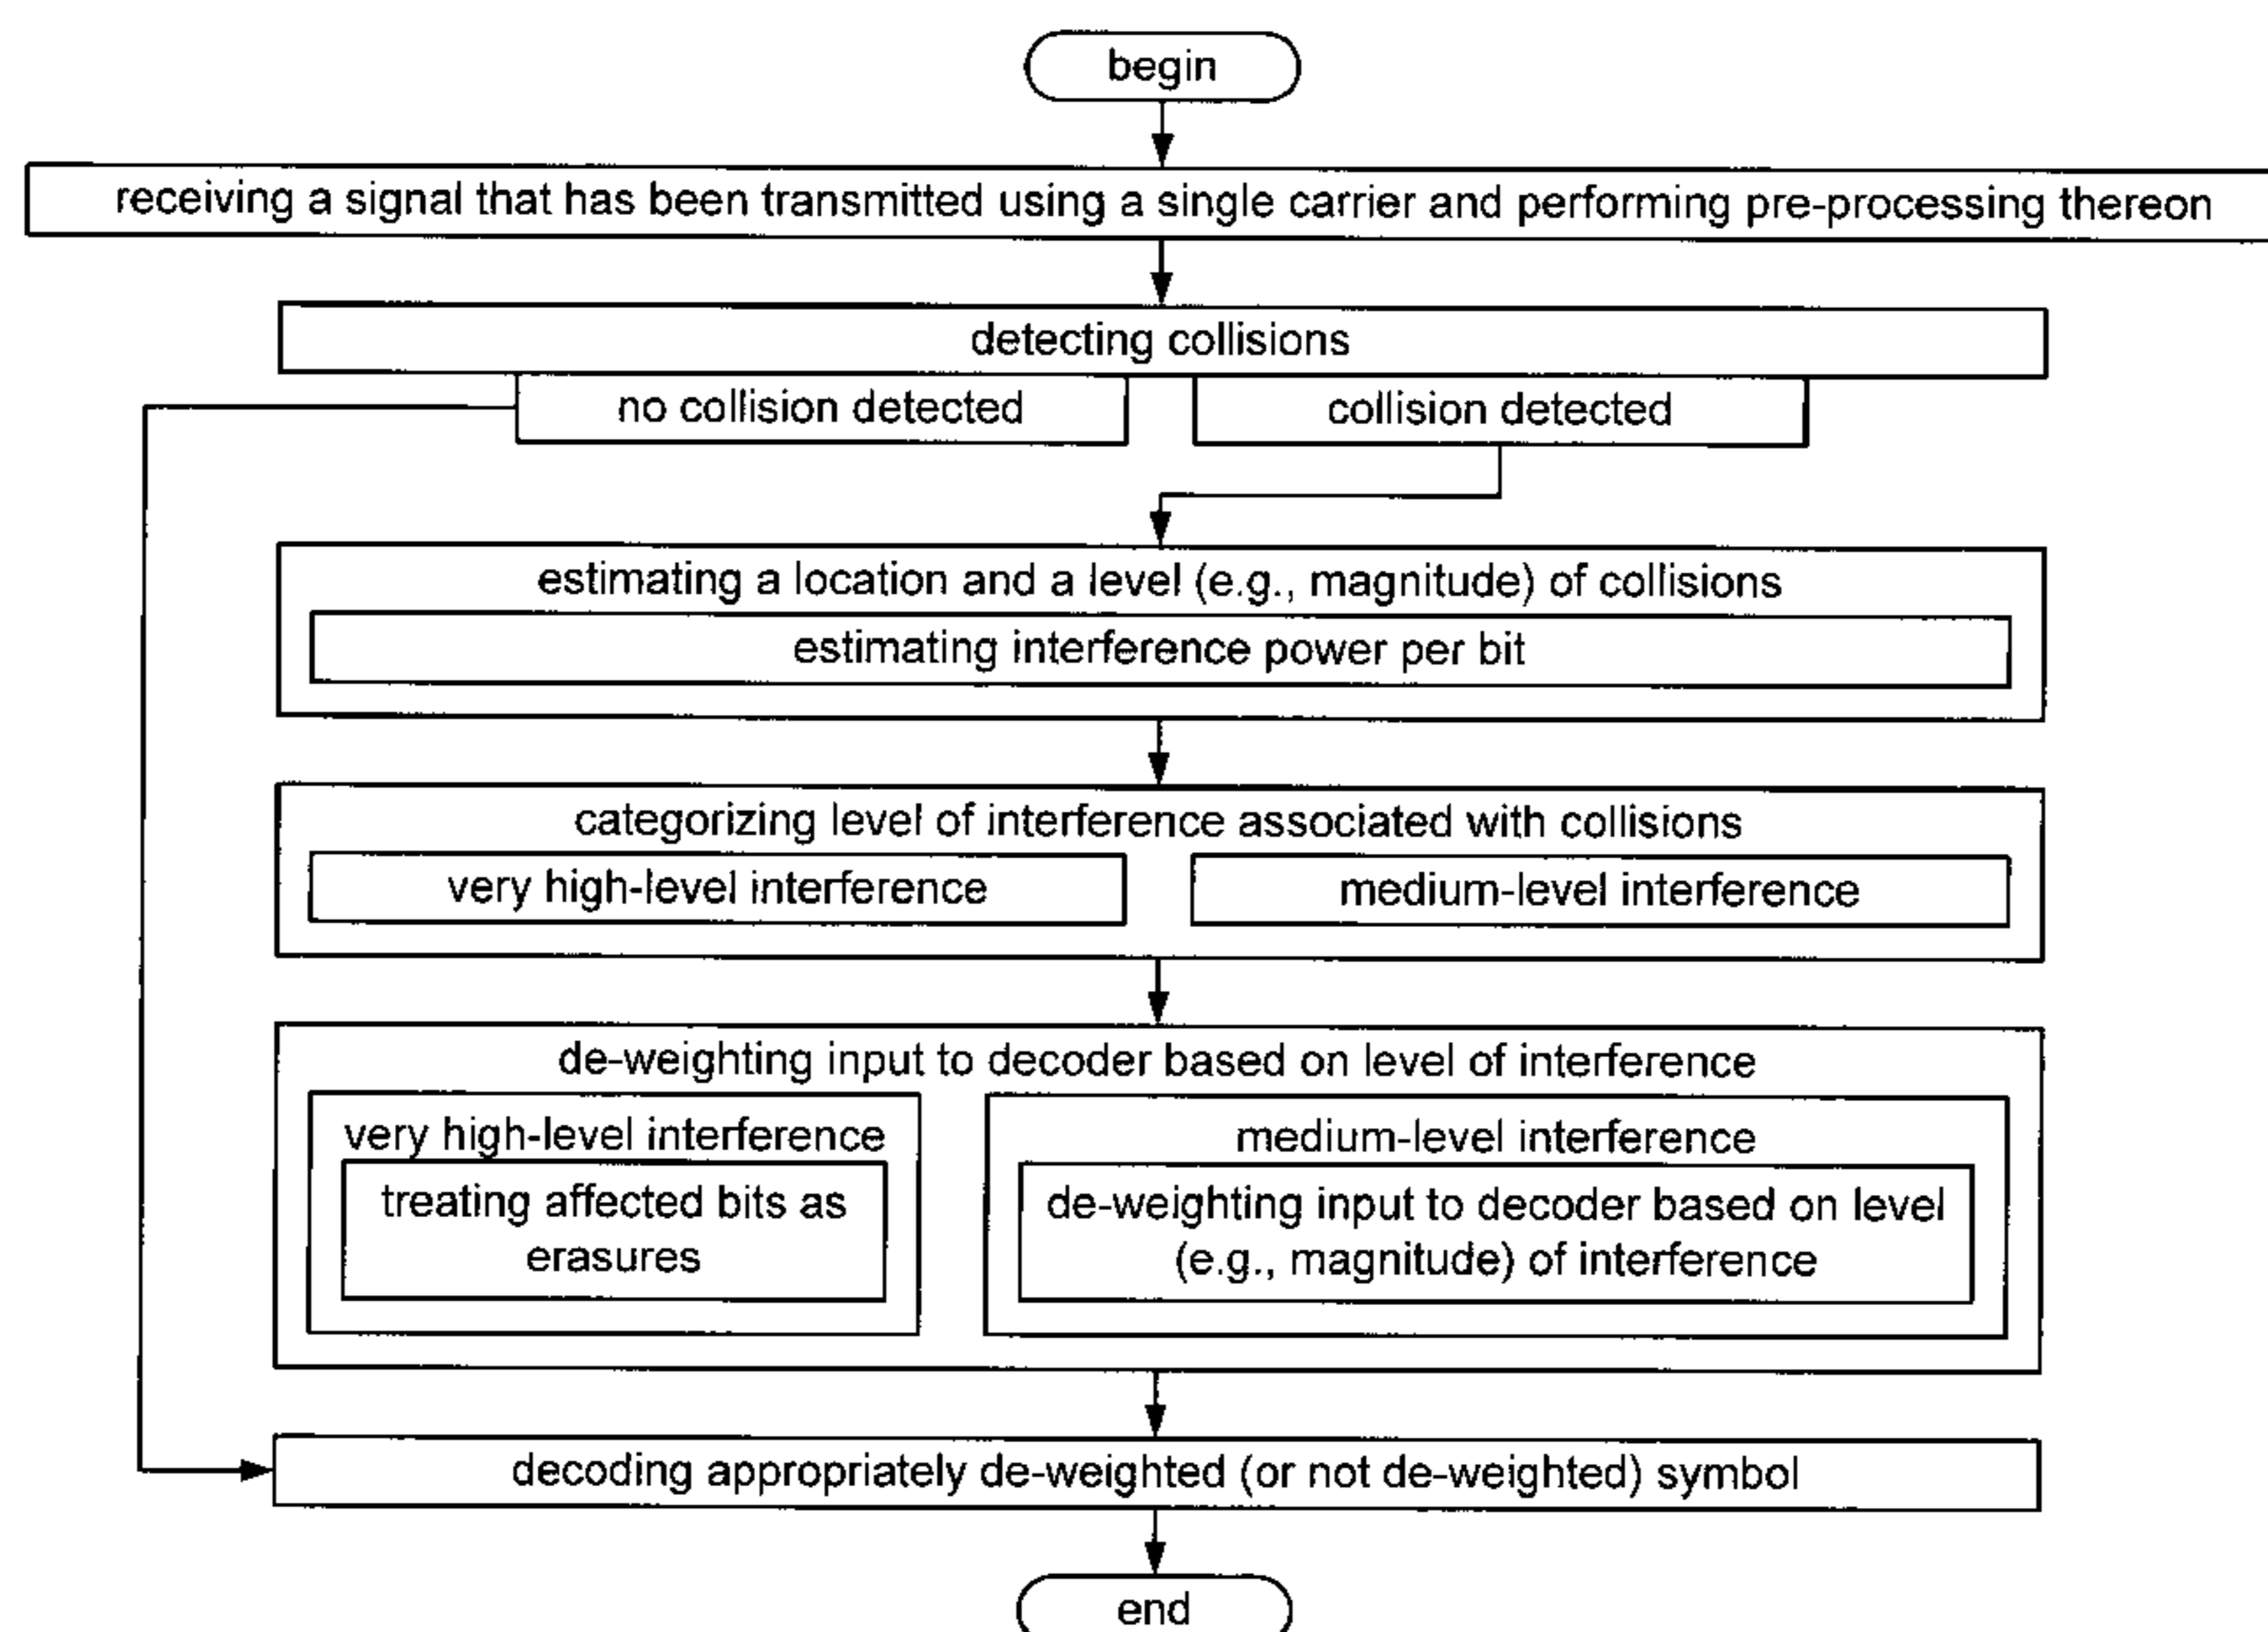 begin
receiving a signal that has been transmitted using a single carrier and performing pre-processing thereon
detecting collisions
no collision detected
collision detected
estimating a location and a level (e.g., magnitude) of collisions
estimating interference power per bit
categorizing level of interference associated with collisions
very high-level interference
medium-level interference
de-weighting input to decoder based on level of interference
very high-level interference
treating affected bits as
erasures
medium-level interference
de-weighting input to decoder based on level
(e.g., magnitude) of interference
decoding appropriately de-weighted (or not de-weighted) symbol
end